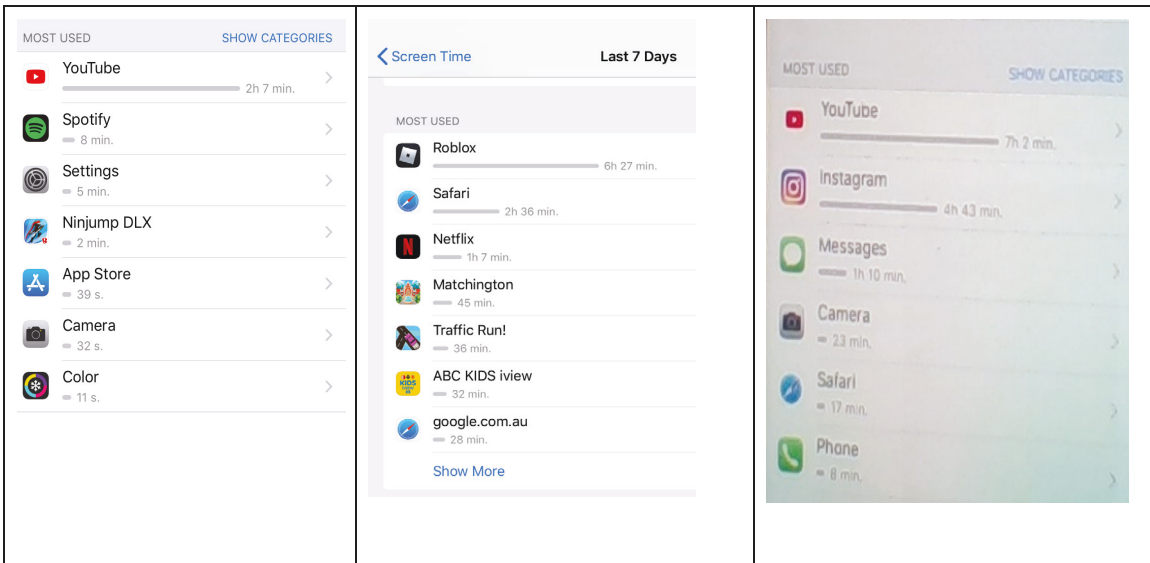 MOST USED SHOW CATEGORIES
YouTube
2h 7 min.
Spotify
8 min.
Settings
5 min.
Ninjump DLX
2 min.
App Store
39 s.
Camera
32 s.
Color
11 s.
Screen Time Last 7 Days
MOST USED
Roblox
6h 27 min.
Safari
2h 36 min.
Netflix
1h 7 min.
Matchington
45 min.
Traffic Run!
36 min.
ABC KIDS iview
32 min.
google.com.au
28 min.
Show More
MOST USED SHOW CATEGORIES
YouTube
7h 2 min.
Instagram
4h 43 min.
Messages
1h 10 min.
Camera
23 min.
Safari
17 min.
Phone
8 min.